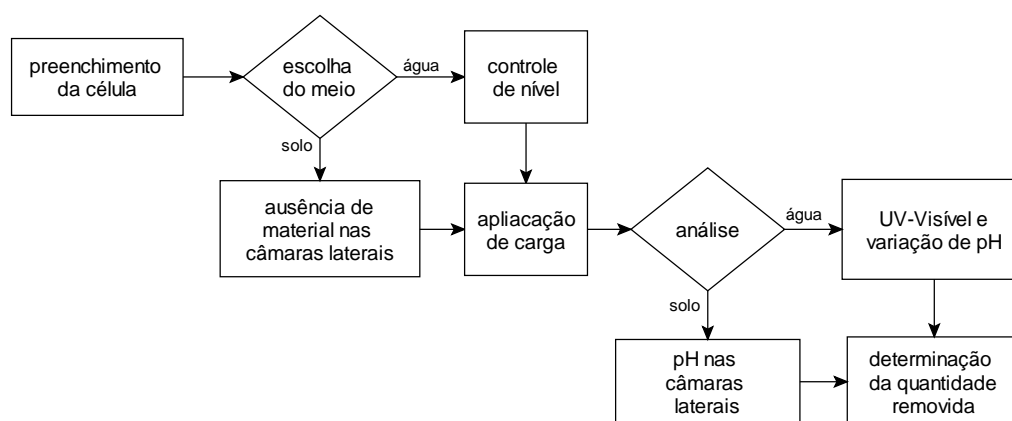 preenchimento
da célula
escolha
do meio
água
controle
de nível
solo
ausência de
material nas
câmaras laterais
apliacação
de carga
análise
água
UV-Visível e
variação de pH
solo
pH nas
câmaras
laterais
determinação
da quantidade
removida